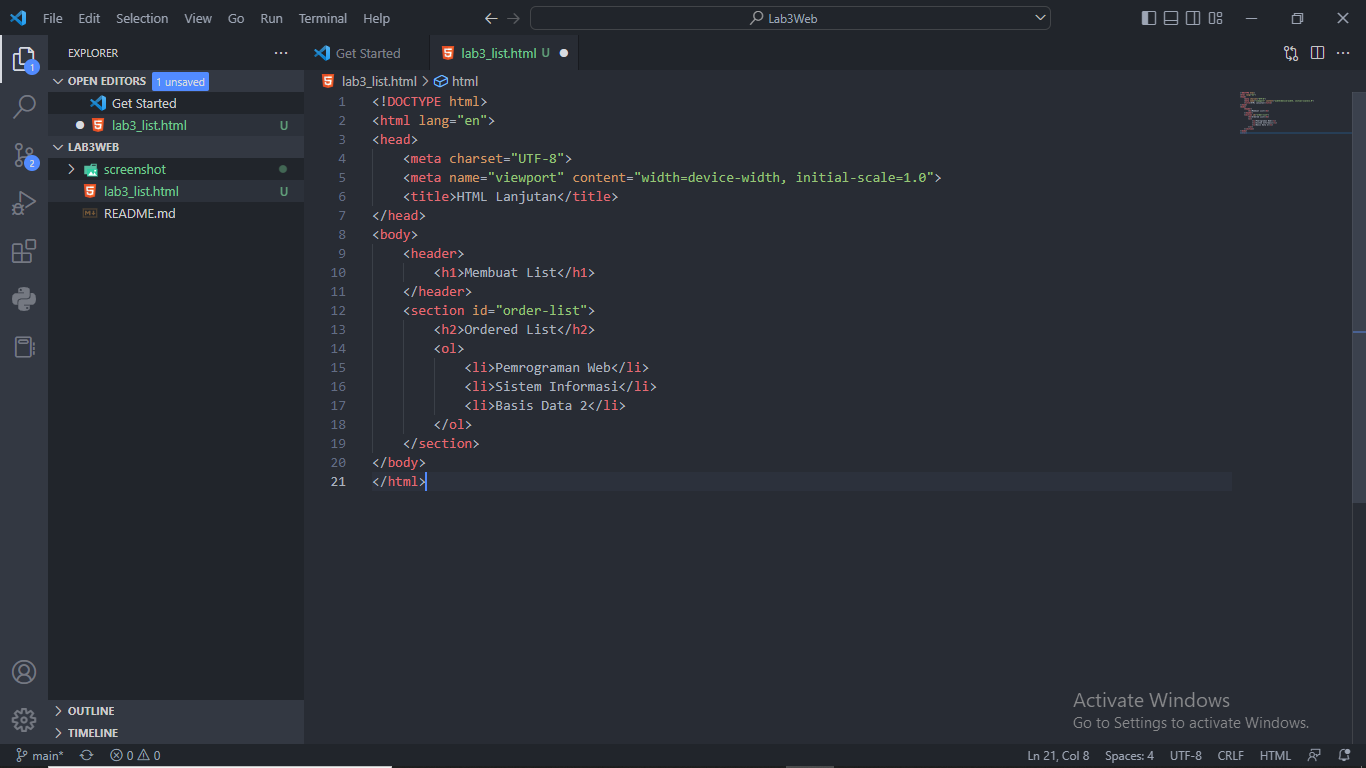 File Edit Selection View Go Run Terminal Help
Lab3Web
EXPLORER
OPEN EDITORS 1 unsaved
Get Started
lab3_list.html U
LAB3WEB
screenshot
lab3_list.html U
README.md
OUTLINE
TIMELINE
1
2
Get Started
lab3_list.html U
lab3_list.html > html
1 <!DOCTYPE html>
2 <html lang="en">
3 <head>
4     <meta charset="UTF-8">
5     <meta name="viewport" content="width=device-width, initial-scale=1.0">
6     <title>HTML Lanjutan</title>
7 </head>
8 <body>
9     <header>
10         <h1>Membuat List</h1>
11     </header>
12     <section id="order-list">
13         <h2>Ordered List</h2>
14         <ol>
15             <li>Pemrograman Web</li>
16             <li>Sistem Informasi</li>
17             <li>Basis Data 2</li>
18         </ol>
19     </section>
20 </body>
21 </html>
Activate Windows
Go to Settings to activate Windows.
main* 0 0 Ln 21, Col 8 Spaces: 4 UTF-8 CRLF HTML